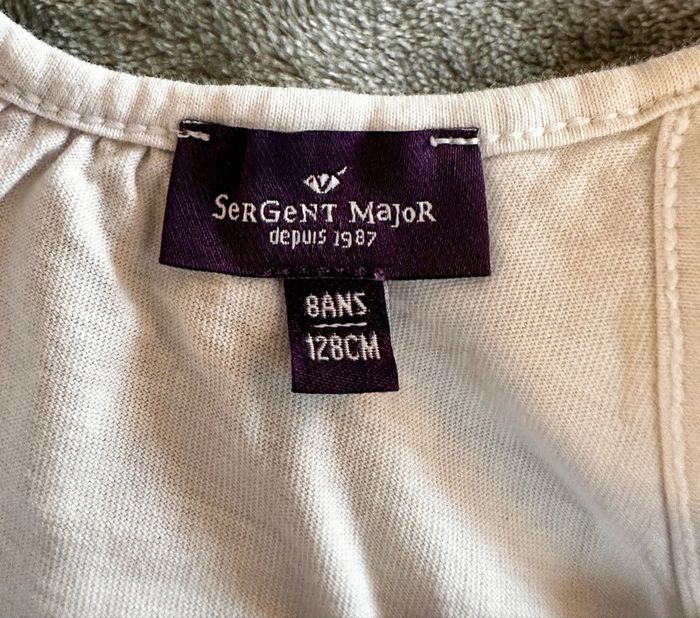 SerGeNT MajoR
depuis 1987
8ANS
128CM